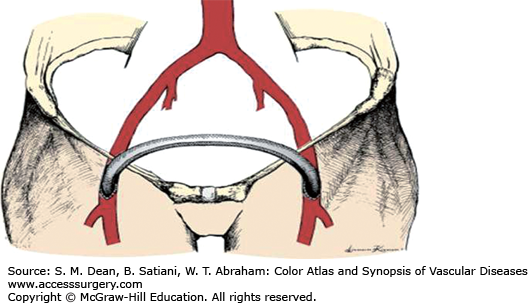 Source: S. M. Dean, B. Satiani, W. T. Abraham: Color Atlas and Synopsis of Vascular Diseases
www.accesssurgery.com
Copyright © McGraw-Hill Education. All rights reserved.